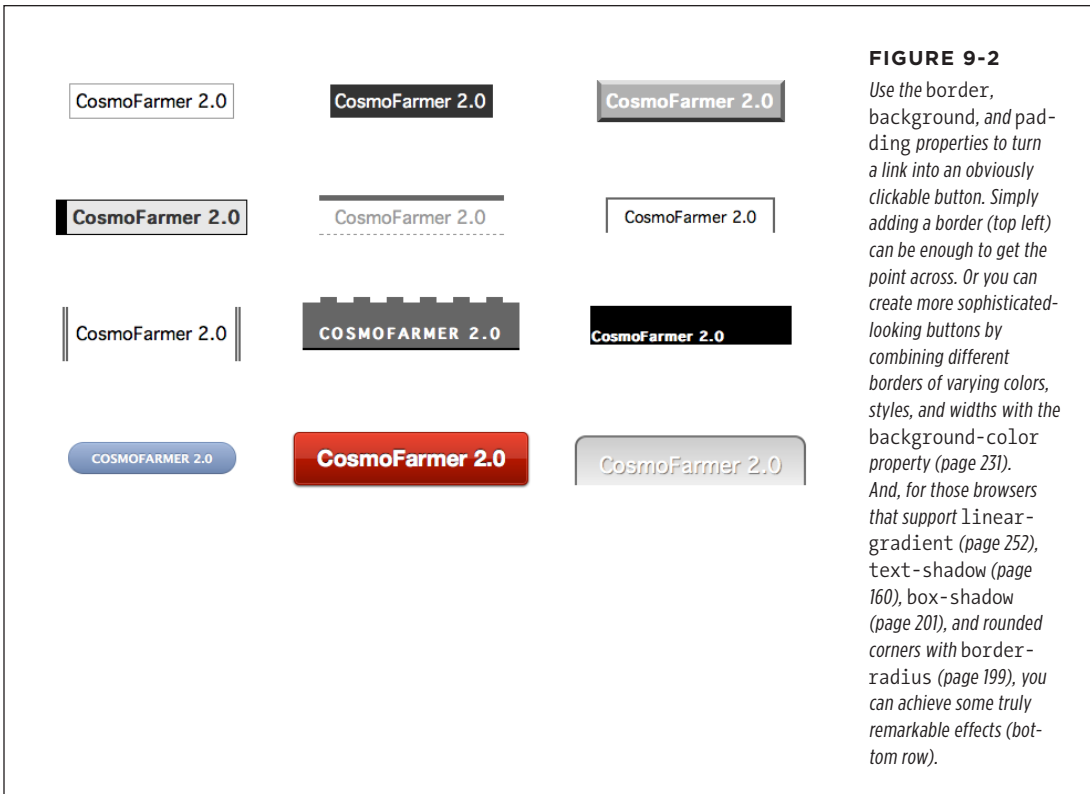 CosmoFarmer 2.0
CosmoFarmer 2.0
CosmoFarmer 2.0
CosmoFarmer 2.0
CosmoFarmer 2.0
CosmoFarmer 2.0
CosmoFarmer 2.0
COSMOFARMER 2.0
CosmoFarmer 2.0
COSMOFARMER 2.0
CosmoFarmer 2.0
CosmoFarmer 2.0
FIGURE 9-2
Use the border,
background, and pad-
ding properties to turn
a link into an obviously
clickable button. Simply
adding a border (top left)
can be enough to get the
point across. Or you can
create more sophisticated-
looking buttons by
combining different
borders of varying colors,
styles, and widths with the
background-color
property (page 231).
And, for those browsers
that support linear-
gradient (page 252),
text-shadow (page
160), box-shadow
(page 201), and rounded
corners with border-
radius (page 199), you
can achieve some truly
remarkable effects (bot-
tom row).